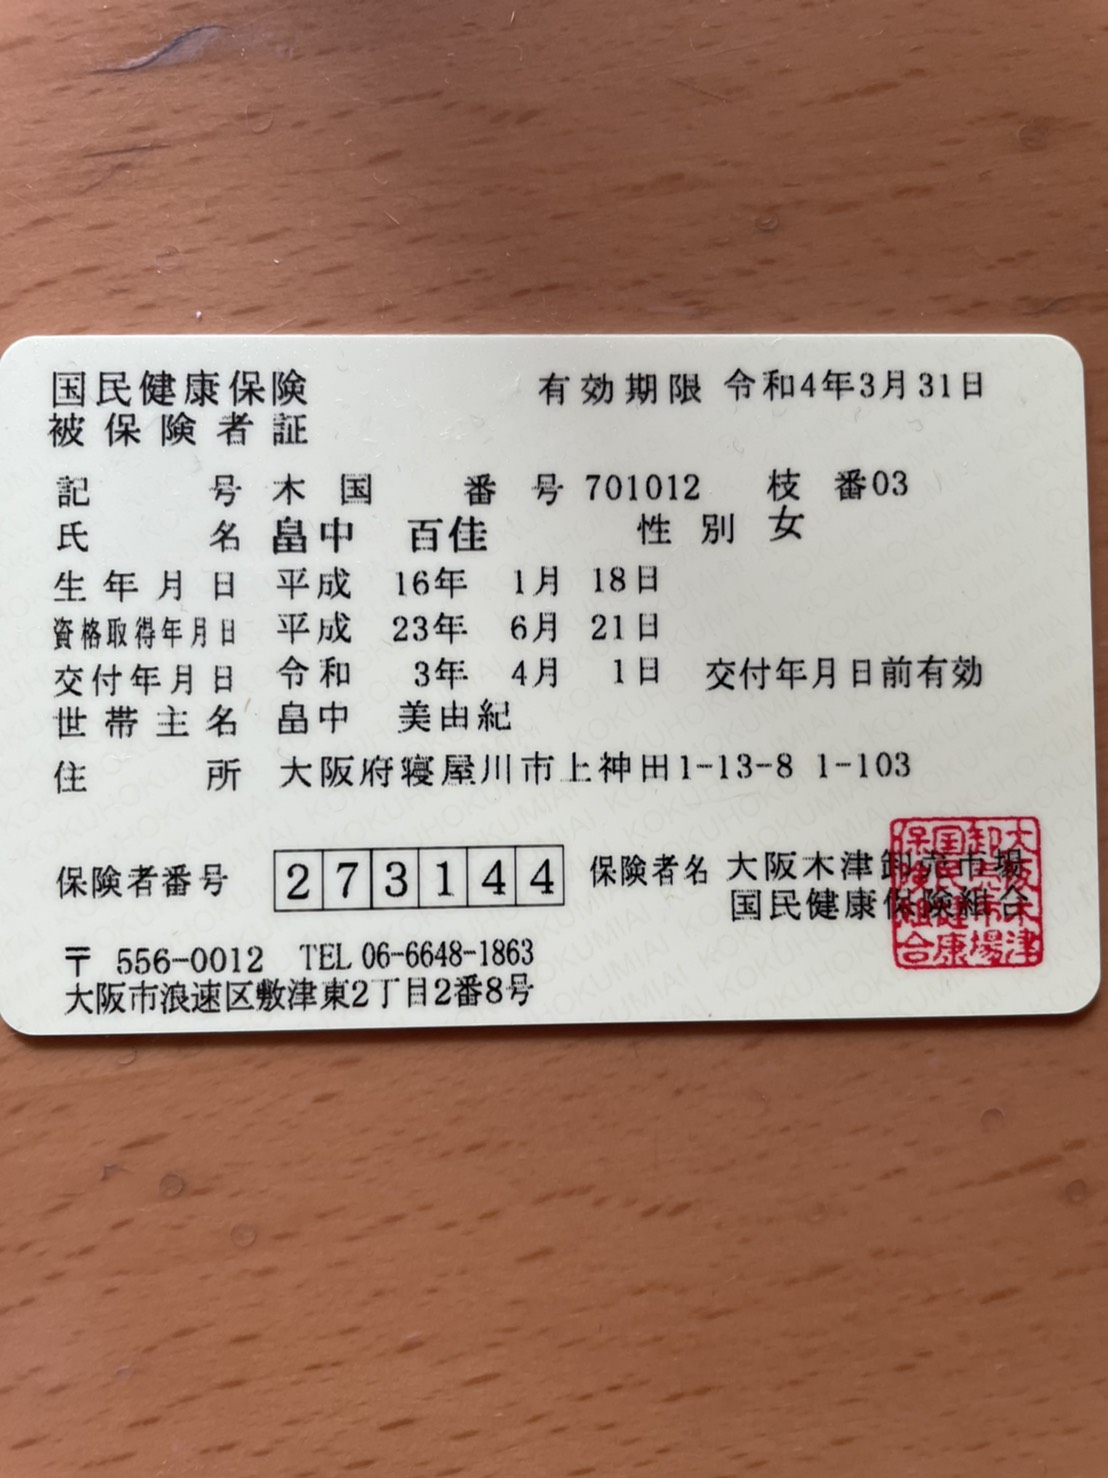 国民健康保険
被保険者証
有効期限 令和4年3月31日
記号 木国 番号 701012 枝番03
氏名 畠中 百佳 性別 女
生年月日 平成 16年 1月 18日
資格取得年月日 平成 23年 6月 21日
交付年月日 令和 3年 4月 1日 交付年月日前有効
世帯主名 畠中 美由紀
住所 大阪府寝屋川市上神田1-13-8 1-103
保険者番号 273144
保険者名 大阪木津卸売市場
国民健康保険組合
〒 556-0012 TEL 06-6648-1863
大阪市浪速区敷津東2丁目2番8号